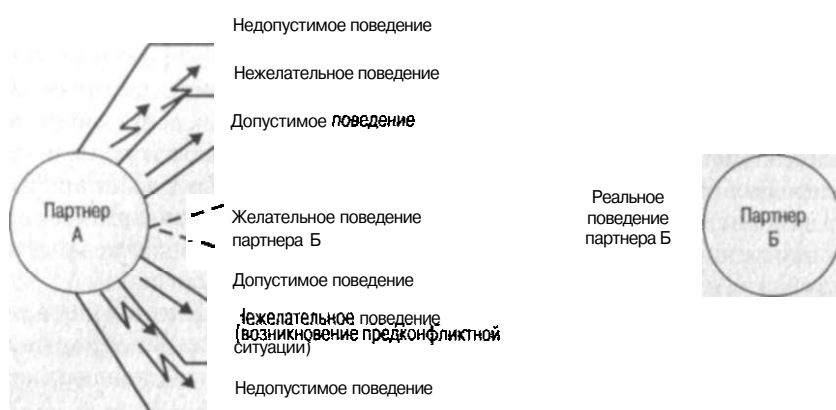 Недопустимое поведение
Нежелательное поведение
Допустимое поведение
Партнер
А
Желательное поведение
партнера Б
Допустимое поведение
Нежелательное поведение
(возникновение предконфликтной
ситуации)
Недопустимое поведение
Реальное
поведение
партнера Б
Партнер
Б